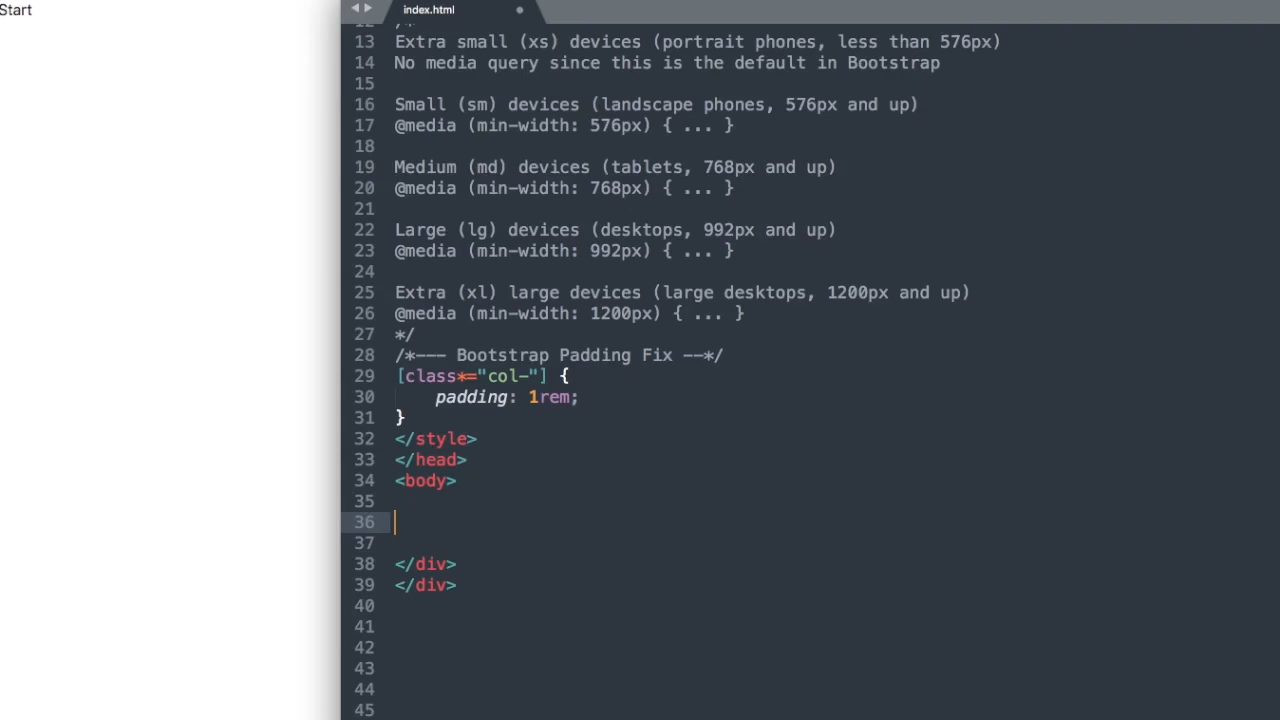 Start
index.html
12 /*
13 Extra small (xs) devices (portrait phones, less than 576px)
14 No media query since this is the default in Bootstrap
15
16 Small (sm) devices (landscape phones, 576px and up)
17 @media (min-width: 576px) { ... }
18
19 Medium (md) devices (tablets, 768px and up)
20 @media (min-width: 768px) { ... }
21
22 Large (lg) devices (desktops, 992px and up)
23 @media (min-width: 992px) { ... }
24
25 Extra (xl) large devices (large desktops, 1200px and up)
26 @media (min-width: 1200px) { ... }
27 */
28 /*--- Bootstrap Padding Fix --*/
29 [class*="col-"] {
30 padding: 1rem;
31 }
32 </style>
33 </head>
34 <body>
35
36
37
38 </div>
39 </div>
40
41
42
43
44
45